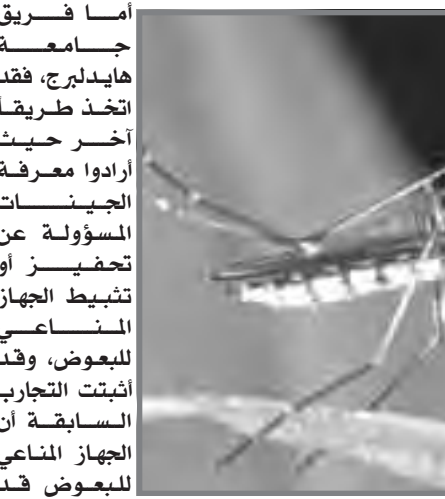 أما فريق
جامعة
هايدلبرج، فقد
اتخذ طريقاً
آخر حيث
أرادوا معرفة
الجينات
المسؤولة عن
تحفيز أو
تثبيط الجهاز
المناعي
للبعوض، وقد
أثبتت التجارب
السابقة أن
الجهاز المناعي
للبعوض قد